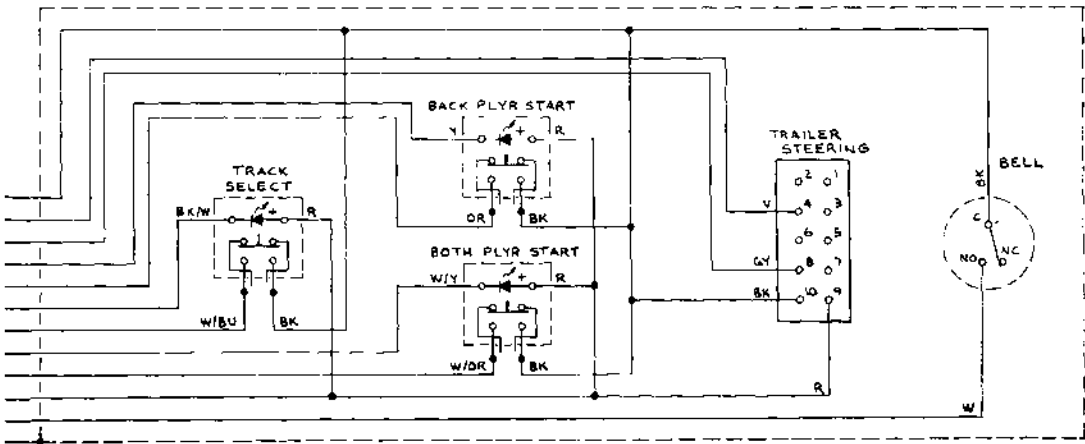 BACK PLYR START
Y + R
OR BK
TRACK
SELECT
BK/W + R
W/BU BK
BOTH PLYR START
W/Y + R
W/OR BK
TRAILER
STEERING
2 1
V 4 3
6 5
GY 8 7
BK 10 9
R
BELL
BK
C
NO NC
W